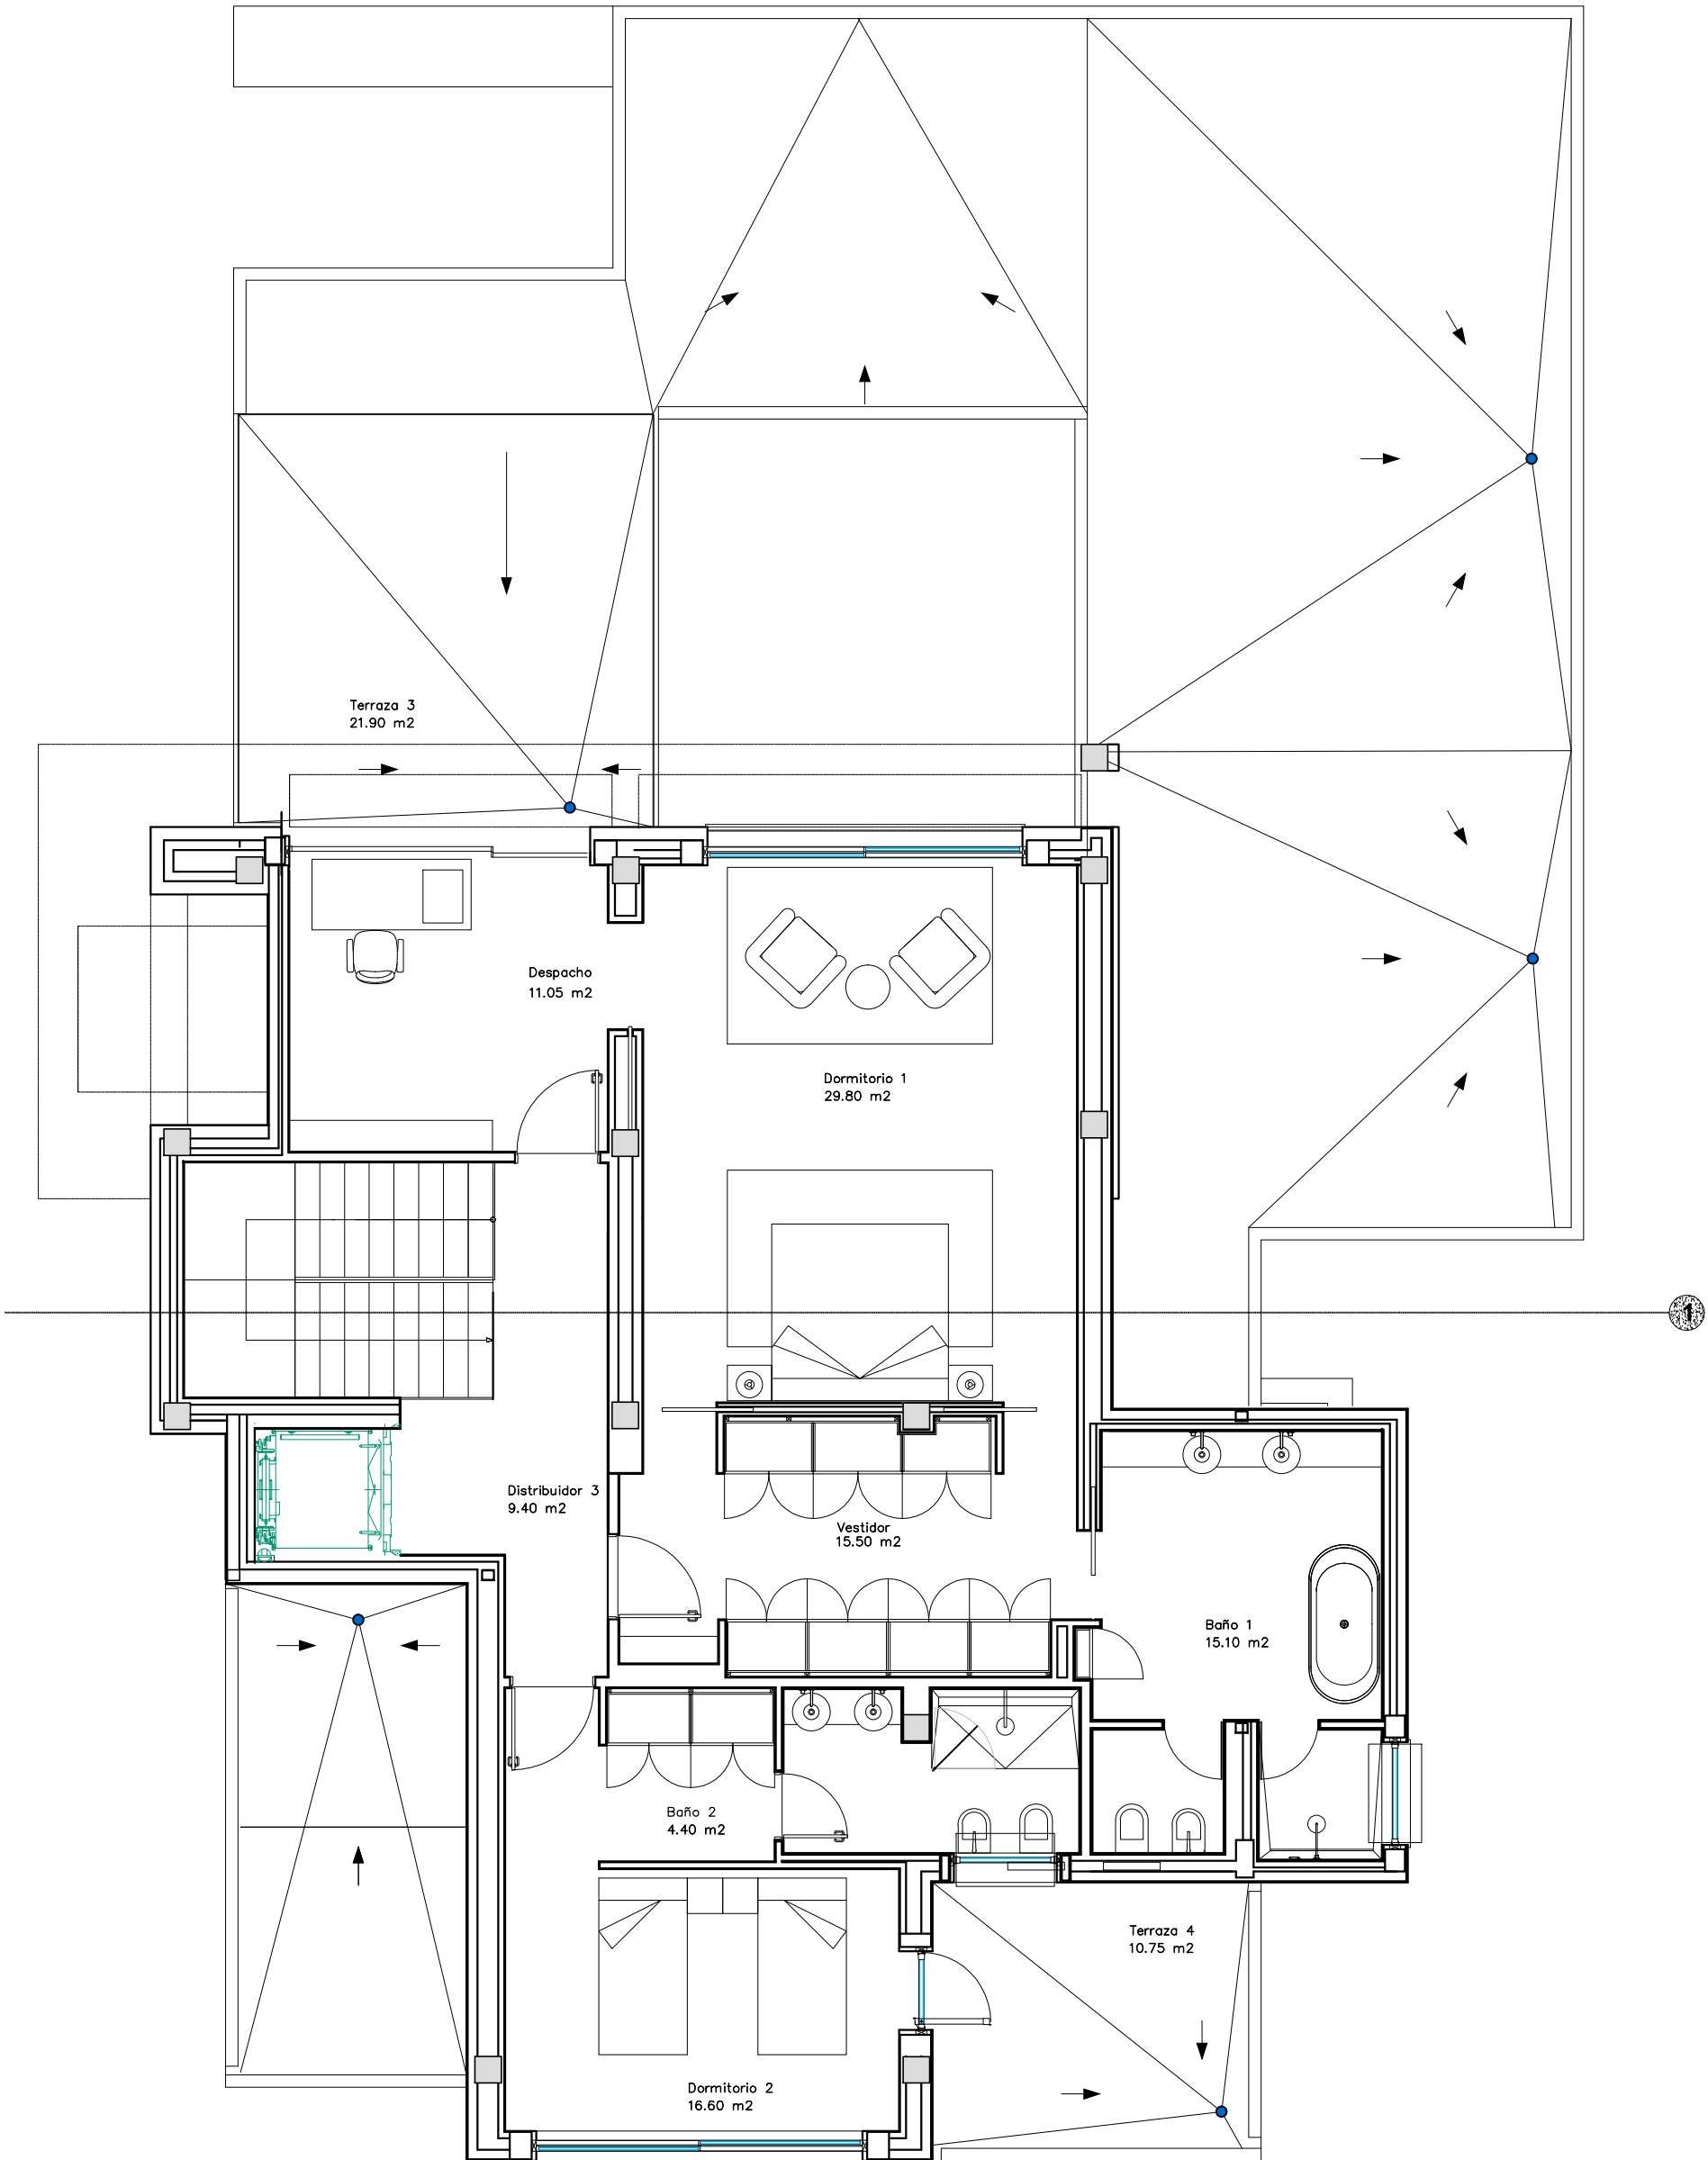 Terraza 3
21.90 m2
Despacho
11.05 m2
Dormitorio 1
29.80 m2
1
Distribuidor 3
9.40 m2
Vestidor
15.50 m2
Baño 1
15.10 m2
Baño 2
4.40 m2
Terraza 4
10.75 m2
Dormitorio 2
16.60 m2